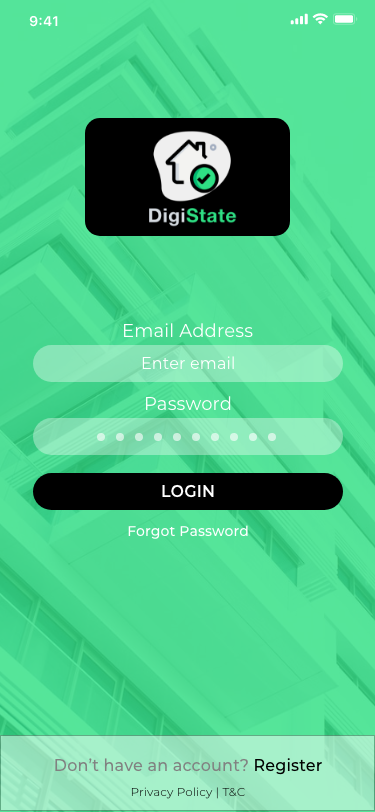 9:41
DigiState
Email Address
Enter email
Password
LOGIN
Forgot Password
Don't have an account? Register
Privacy Policy | T&C